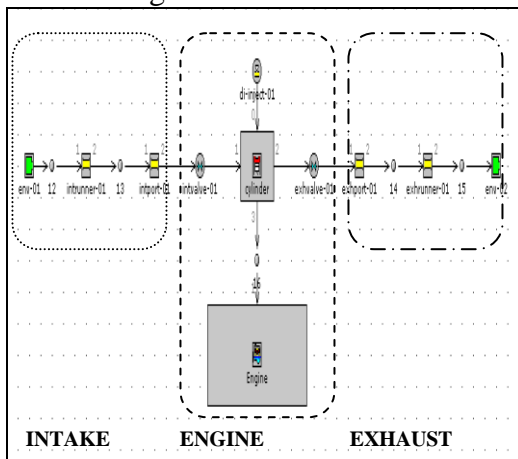 di-inject-01
0
1 2 1 2 1 2 1 2 1 2
env-01 12 intrunner-01 13 intport-01 intvalve-01 cylinder exhvalve-01 exhport-01 14 exhrunner-01 15 env-02
3
16
Engine
INTAKE ENGINE EXHAUST